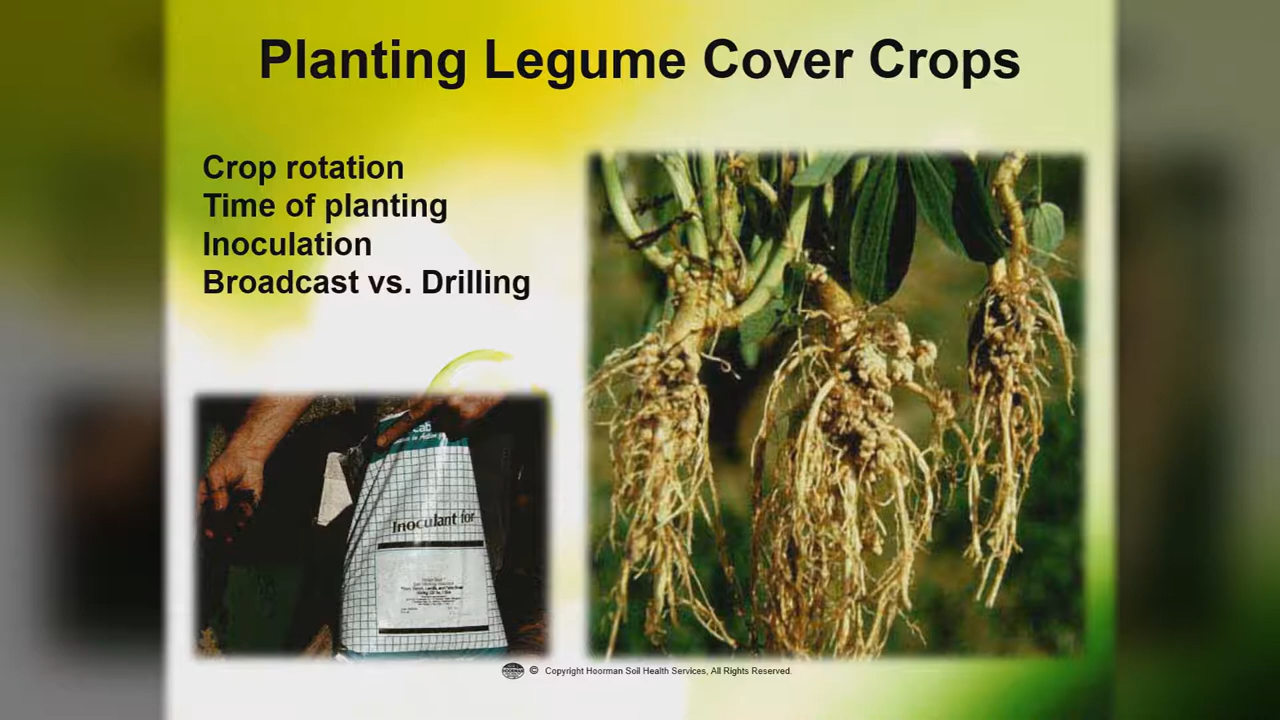 Planting Legume Cover Crops
Crop rotation
Time of planting
Inoculation
Broadcast vs. Drilling
Inoculant for
HOORMAN © Copyright Hoorman Soil Health Services, All Rights Reserved.